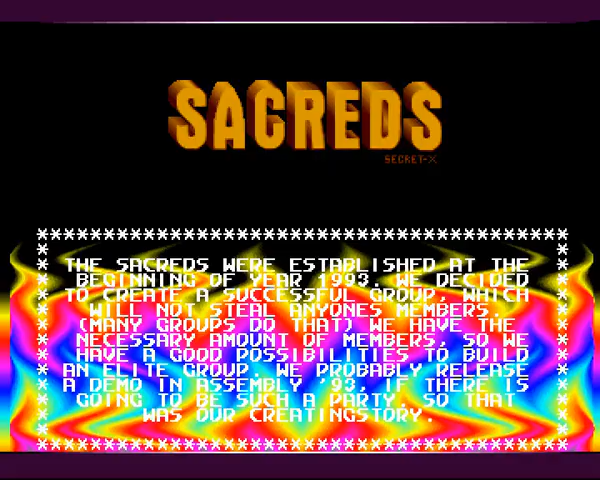 SACREDS
SECRET-X
****************************************
*                                      *
* THE SACREDS WERE ESTABLISHED AT THE *
* BEGINNING OF YEAR 1993. WE DECIDED *
* TO CREATE A SUCCESSFUL GROUP, WHICH *
* WILL NOT STEAL ANYONES MEMBERS. *
* (MANY GROUPS DO THAT) WE HAVE THE *
* NECESSARY AMOUNT OF MEMBERS, SO WE *
* HAVE A GOOD POSSIBILITIES TO BUILD *
* AN ELITE GROUP. WE PROBABLY RELEASE *
* A DEMO IN ASSEMBLY '93, IF THERE IS *
* GOING TO BE SUCH A PARTY. SO THAT *
* WAS OUR CREATINGSTORY. *
*                                      *
****************************************